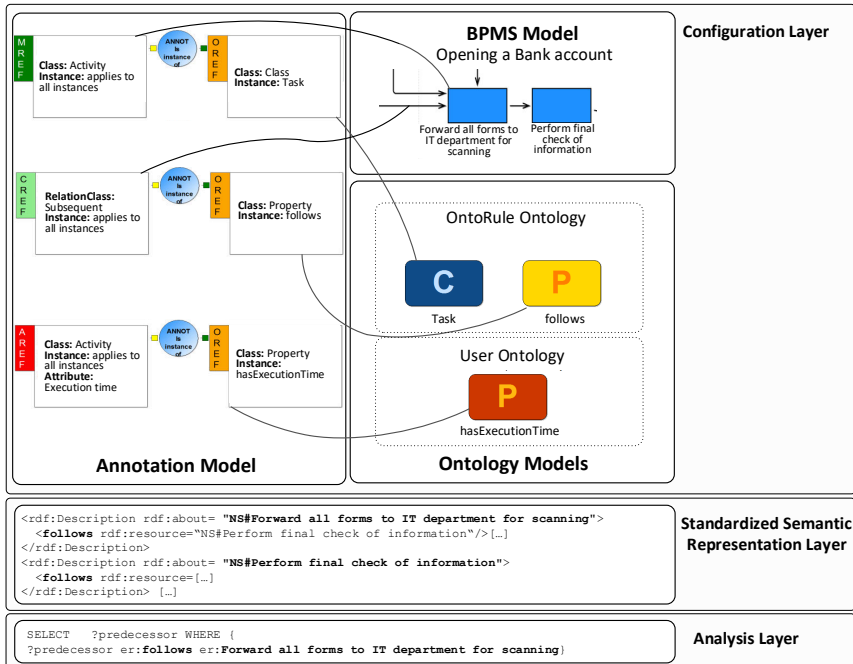 Configuration Layer
M
R
E
F
Class: Activity
Instance: applies to
all instances
ANNOT
Is
instance
of
O
R
E
F
Class: Class
Instance: Task
BPMS Model
Opening a Bank account
Forward all forms to
IT department for
scanning
Perform final
check of
information
C
R
E
F
RelationClass:
Subsequent
Instance: applies to
all instances
ANNOT
Is
instance
of
O
R
E
F
Class: Property
Instance: follows
OntoRule Ontology
C
Task
P
follows
A
R
E
F
Class: Activity
Instance: applies to
all instances
Attribute:
Execution time
ANNOT
Is
instance
of
O
R
E
F
Class: Property
Instance:
hasExecutionTime
User Ontology
P
hasExecutionTime
Annotation Model
Ontology Models
<rdf:Description rdf:about= "NS#Forward all forms to IT department for scanning">
<follows rdf:resource=“NS#Perform final check of information“/>[…]
</rdf:Description>
<rdf:Description rdf:about= "NS#Perform final check of information">
<follows rdf:resource=[…]
</rdf:Description> […]
Standardized Semantic
Representation Layer
SELECT ?predecessor WHERE {
?predecessor er:follows er:Forward all forms to IT department for scanning}
Analysis Layer